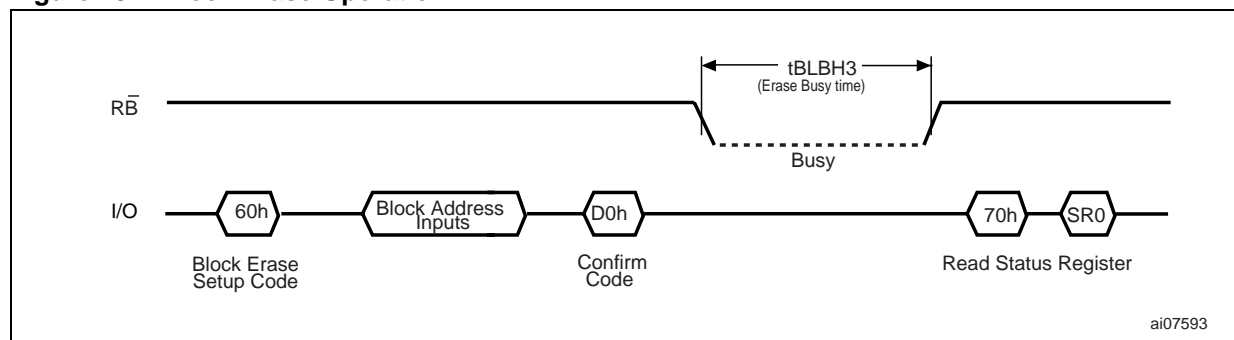 tBLBH3
(Erase Busy time)
RB̅
Busy
I/O
60h
Block Address
Inputs
D0h
70h
SR0
Block Erase
Setup Code
Confirm
Code
Read Status Register
ai07593